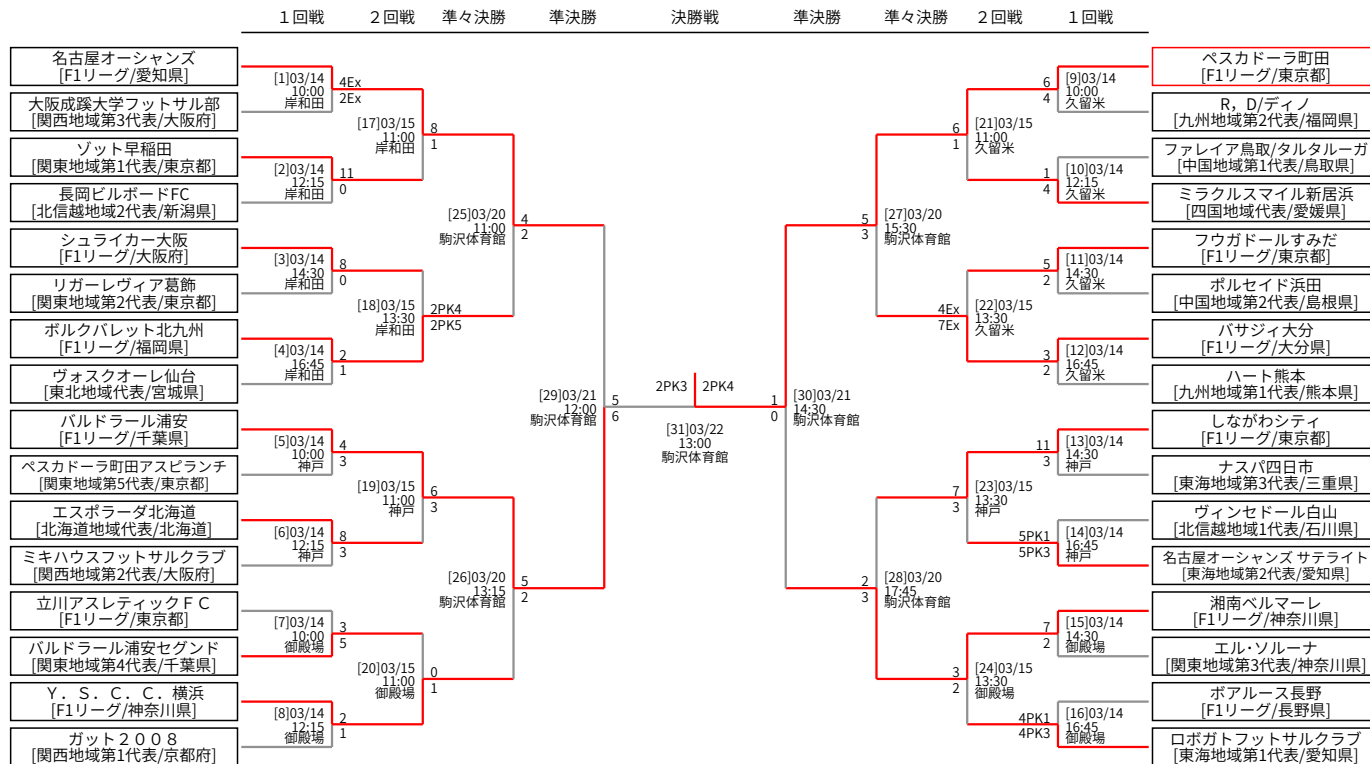 １回戦 ２回戦 準々決勝 準決勝 決勝戦 準決勝 準々決勝 ２回戦 １回戦
名古屋オーシャンズ
[F1リーグ/愛知県]
大阪成蹊大学フットサル部
[関西地域第3代表/大阪府]
ゾット早稲田
[関東地域第1代表/東京都]
長岡ビルボードFC
[北信越地域2代表/新潟県]
シュライカー大阪
[F1リーグ/大阪府]
リガーレヴィア葛飾
[関東地域第2代表/東京都]
ボルクバレット北九州
[F1リーグ/福岡県]
ヴォスクオーレ仙台
[東北地域代表/宮城県]
バルドラール浦安
[F1リーグ/千葉県]
ペスカドーラ町田アスピランチ
[関東地域第5代表/東京都]
エスポラーダ北海道
[北海道地域代表/北海道]
ミキハウスフットサルクラブ
[関西地域第2代表/大阪府]
立川アスレティックＦＣ
[F1リーグ/東京都]
バルドラール浦安セグンド
[関東地域第4代表/千葉県]
Ｙ．Ｓ．Ｃ．Ｃ．横浜
[F1リーグ/神奈川県]
ガット２００８
[関西地域第1代表/京都府]
[1]03/14
10:00
岸和田
4Ex
2Ex
[2]03/14
12:15
岸和田
11
0
[3]03/14
14:30
岸和田
8
0
[4]03/14
16:45
岸和田
2
1
[5]03/14
10:00
神戸
4
3
[6]03/14
12:15
神戸
8
3
[7]03/14
10:00
御殿場
3
5
[8]03/14
12:15
御殿場
2
1
[17]03/15
11:00
岸和田
8
1
[18]03/15
13:30
岸和田
2PK4
2PK5
[19]03/15
11:00
神戸
6
3
[20]03/15
11:00
御殿場
0
1
[25]03/20
11:00
駒沢体育館
4
2
[26]03/20
13:15
駒沢体育館
5
2
[29]03/21
12:00
駒沢体育館
5
6
2PK3
2PK4
[31]03/22
13:00
駒沢体育館
1
0
[30]03/21
14:30
駒沢体育館
5
3
[27]03/20
15:30
駒沢体育館
2
3
[28]03/20
17:45
駒沢体育館
6
1
[21]03/15
11:00
久留米
4Ex
7Ex
[22]03/15
13:30
久留米
7
3
[23]03/15
13:30
神戸
3
2
[24]03/15
13:30
御殿場
6
4
[9]03/14
10:00
久留米
1
4
[10]03/14
12:15
久留米
5
2
[11]03/14
14:30
久留米
3
2
[12]03/14
16:45
久留米
11
3
[13]03/14
14:30
神戸
5PK1
5PK3
[14]03/14
16:45
神戸
7
2
[15]03/14
14:30
御殿場
4PK1
4PK3
[16]03/14
16:45
御殿場
ペスカドーラ町田
[F1リーグ/東京都]
R，D/ディノ
[九州地域第2代表/福岡県]
ファレイア鳥取/タルタルーガ
[中国地域第1代表/鳥取県]
ミラクルスマイル新居浜
[四国地域代表/愛媛県]
フウガドールすみだ
[F1リーグ/東京都]
ポルセイド浜田
[中国地域第2代表/島根県]
バサジィ大分
[F1リーグ/大分県]
ハート熊本
[九州地域第1代表/熊本県]
しながわシティ
[F1リーグ/東京都]
ナスパ四日市
[東海地域第3代表/三重県]
ヴィンセドール白山
[北信越地域1代表/石川県]
名古屋オーシャンズ サテライト
[東海地域第2代表/愛知県]
湘南ベルマーレ
[F1リーグ/神奈川県]
エル・ソルーナ
[関東地域第3代表/神奈川県]
ボアルース長野
[F1リーグ/長野県]
ロボガトフットサルクラブ
[東海地域第1代表/愛知県]